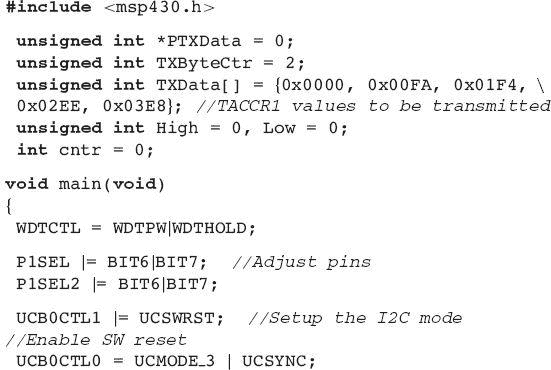 #include <msp430.h>
unsigned int *PTXData = 0;
unsigned int TXByteCtr = 2;
unsigned int TXData[] = {0x0000, 0x00FA, 0x01F4, \
0x02EE, 0x03E8}; //TACCR1 values to be transmitted
unsigned int High = 0, Low = 0;
int cntr = 0;
void main(void)
{
WDTCTL = WDTPW|WDTHOLD;
P1SEL |= BIT6|BIT7; //Adjust pins
P1SEL2 |= BIT6|BIT7;
UCB0CTL1 |= UCSWRST; //Setup the I2C mode
//Enable SW reset
UCB0CTL0 = UCMODE_3 | UCSYNC;